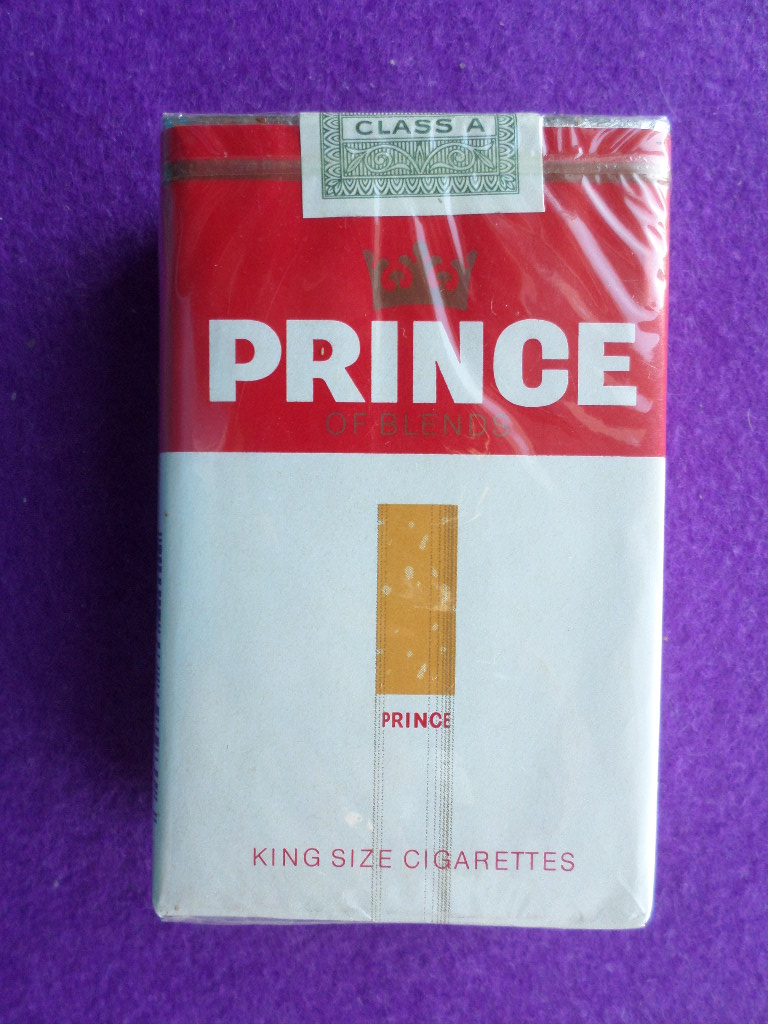 CLASS A
PRINCE
OF BLENDS
PRINCE
KING SIZE CIGARETTES